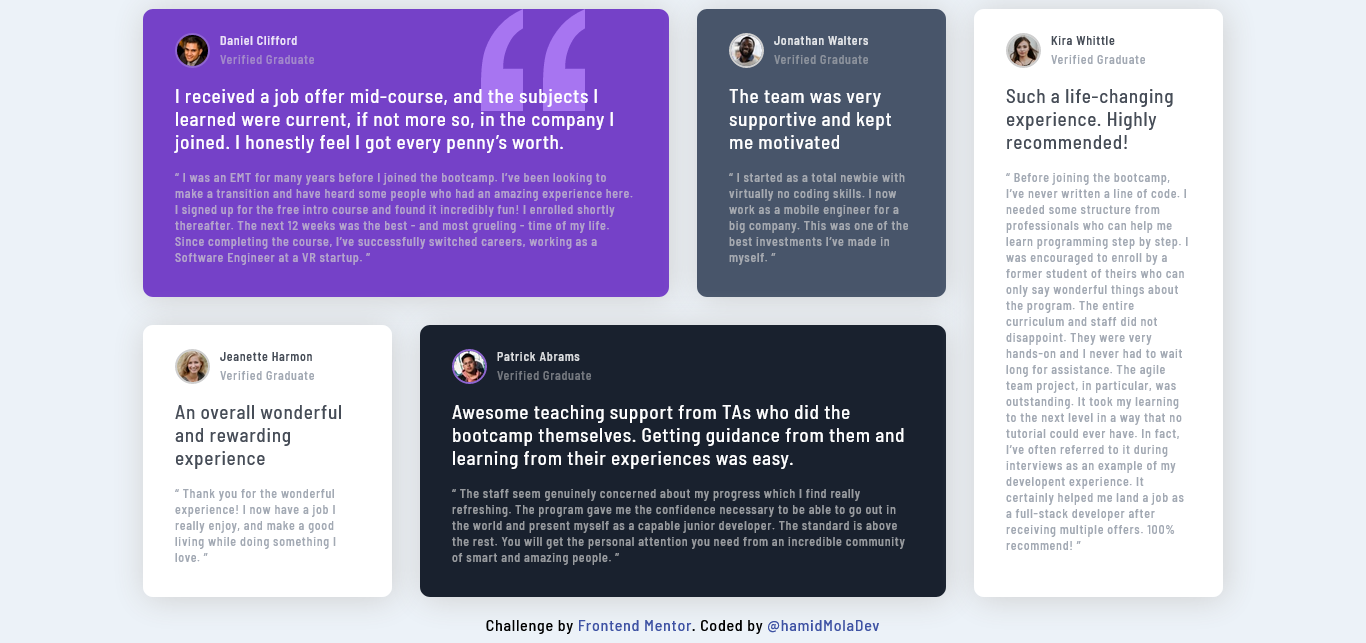 Daniel Clifford
Verified Graduate
I received a job offer mid-course, and the subjects I
learned were current, if not more so, in the company I
joined. I honestly feel I got every penny’s worth.
“ I was an EMT for many years before I joined the bootcamp. I’ve been looking to
make a transition and have heard some people who had an amazing experience here.
I signed up for the free intro course and found it incredibly fun! I enrolled shortly
thereafter. The next 12 weeks was the best - and most grueling - time of my life.
Since completing the course, I’ve successfully switched careers, working as a
Software Engineer at a VR startup. ”
Jonathan Walters
Verified Graduate
The team was very
supportive and kept
me motivated
“ I started as a total newbie with
virtually no coding skills. I now
work as a mobile engineer for a
big company. This was one of the
best investments I’ve made in
myself. ”
Kira Whittle
Verified Graduate
Such a life-changing
experience. Highly
recommended!
“ Before joining the bootcamp,
I’ve never written a line of code. I
needed some structure from
professionals who can help me
learn programming step by step. I
was encouraged to enroll by a
former student of theirs who can
only say wonderful things about
the program. The entire
curriculum and staff did not
disappoint. They were very
hands-on and I never had to wait
long for assistance. The agile
team project, in particular, was
outstanding. It took my learning
to the next level in a way that no
tutorial could ever have. In fact,
I’ve often referred to it during
interviews as an example of my
developent experience. It
certainly helped me land a job as
a full-stack developer after
receiving multiple offers. 100%
recommend! ”
Jeanette Harmon
Verified Graduate
An overall wonderful
and rewarding
experience
“ Thank you for the wonderful
experience! I now have a job I
really enjoy, and make a good
living while doing something I
love. ”
Patrick Abrams
Verified Graduate
Awesome teaching support from TAs who did the
bootcamp themselves. Getting guidance from them and
learning from their experiences was easy.
“ The staff seem genuinely concerned about my progress which I find really
refreshing. The program gave me the confidence necessary to be able to go out in
the world and present myself as a capable junior developer. The standard is above
the rest. You will get the personal attention you need from an incredible community
of smart and amazing people. ”
Challenge by Frontend Mentor. Coded by @hamidMolaDev